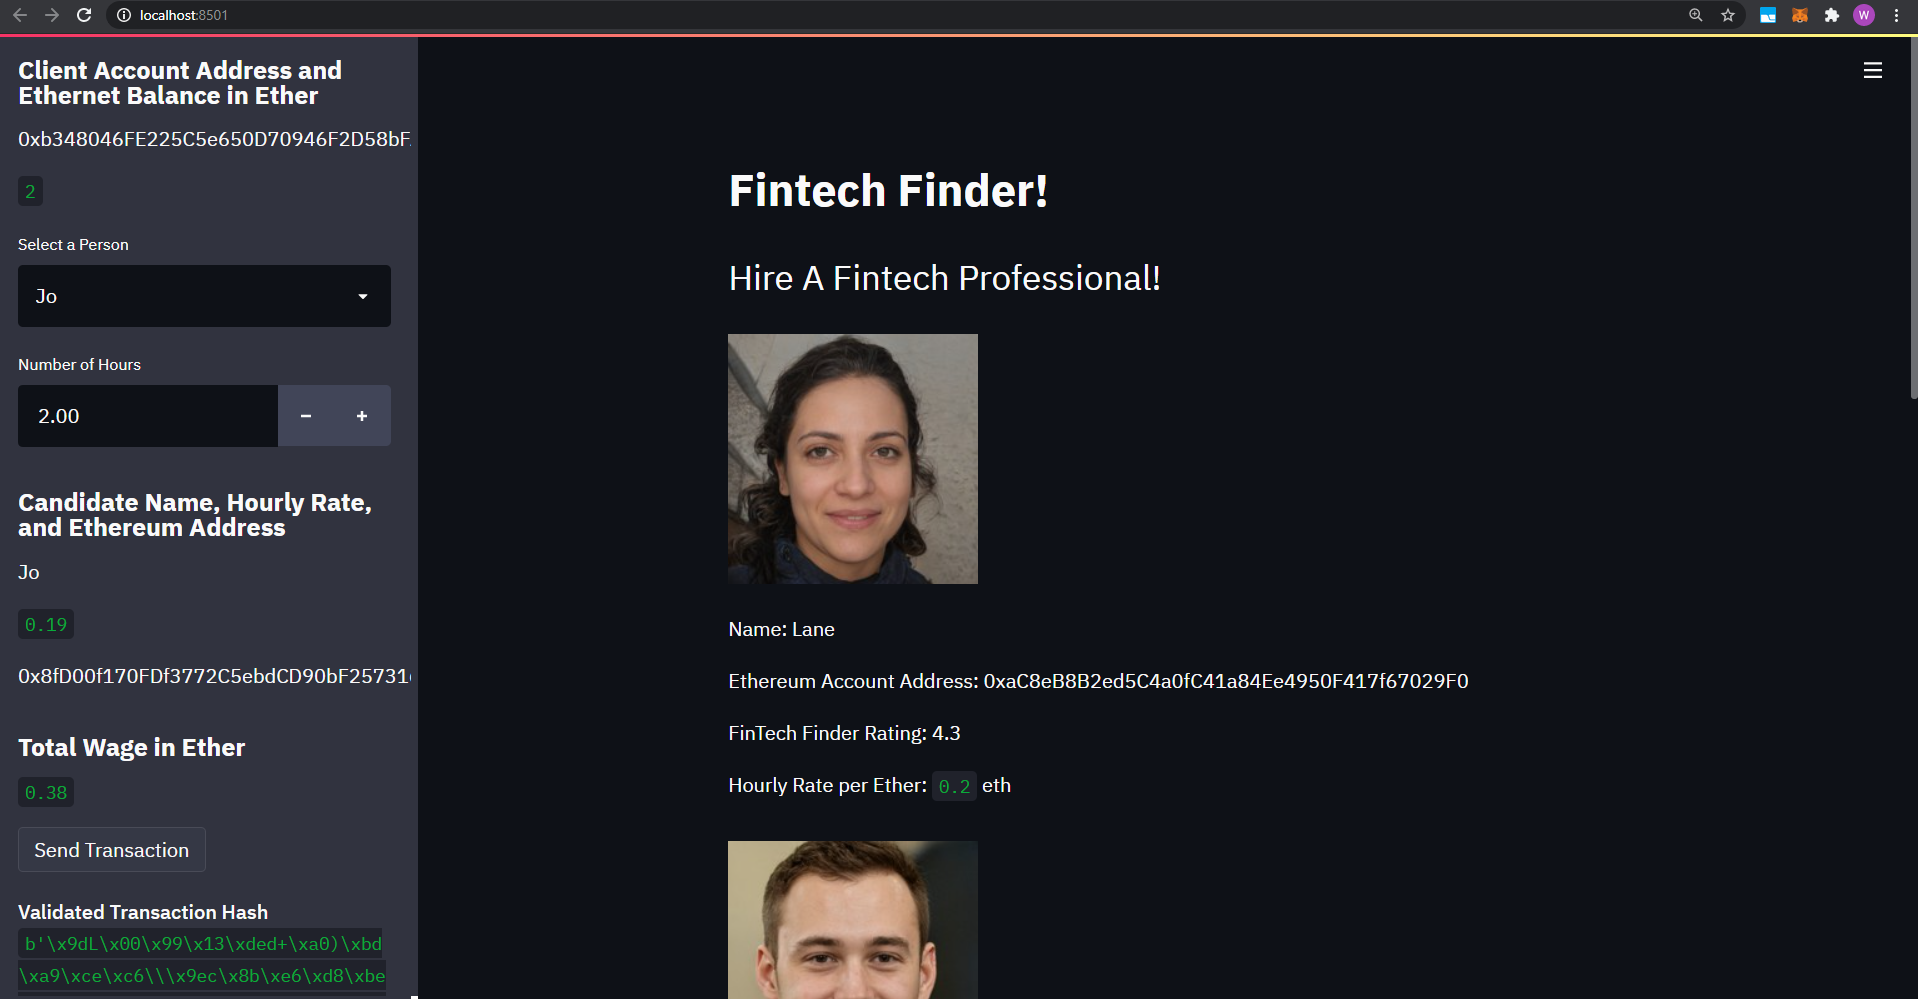 localhost:8501
W
Client Account Address and
Ethernet Balance in Ether
0xb348046FE225C5e650D70946F2D58bF
2
Select a Person
Jo
Number of Hours
2.00
Candidate Name, Hourly Rate,
and Ethereum Address
Jo
0.19
0x8fD00f170FDf3772C5ebdCD90bF25731
Total Wage in Ether
0.38
Send Transaction
Validated Transaction Hash
b'\x9dL\x00\x99\x13\xded+\xa0)\xbd
\xa9\xce\xc6\\\x9ec\x8b\xe6\xd8\xbe
Fintech Finder!
Hire A Fintech Professional!
Name: Lane
Ethereum Account Address: 0xaC8eB8B2ed5C4a0fC41a84Ee4950F417f67029F0
FinTech Finder Rating: 4.3
Hourly Rate per Ether: 0.2 eth